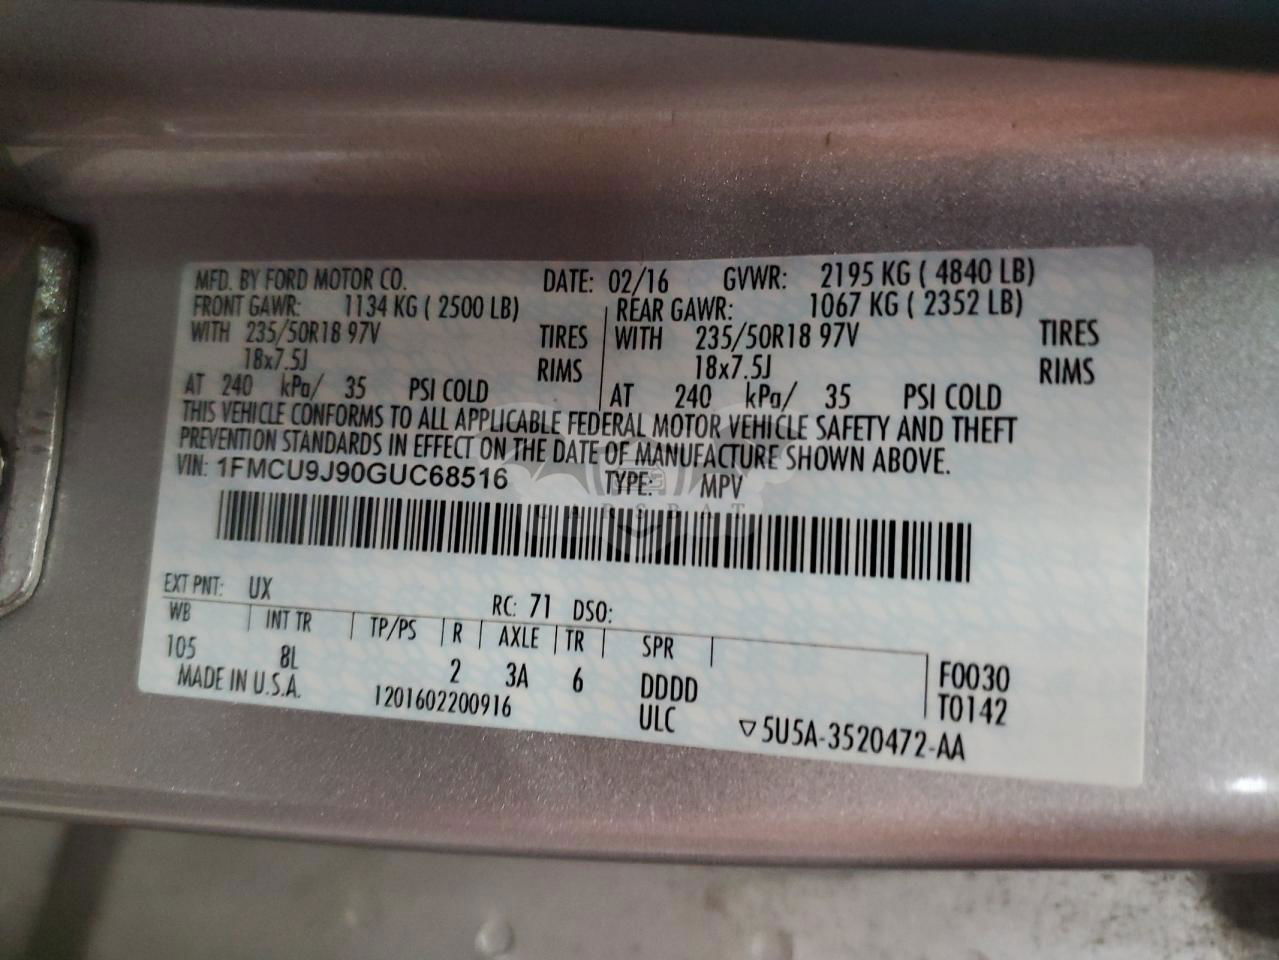 MFD. BY FORD MOTOR CO. DATE: 02/16 GVWR: 2195 KG ( 4840 LB)
FRONT GAWR: 1134 KG ( 2500 LB) REAR GAWR: 1067 KG ( 2352 LB)
WITH 235/50R18 97V TIRES WITH 235/50R18 97V TIRES
18x7.5J RIMS 18x7.5J RIMS
AT 240 kPa/ 35 PSI COLD AT 240 kPa/ 35 PSI COLD
THIS VEHICLE CONFORMS TO ALL APPLICABLE FEDERAL MOTOR VEHICLE SAFETY AND THEFT
PREVENTION STANDARDS IN EFFECT ON THE DATE OF MANUFACTURE SHOWN ABOVE.
VIN: 1FMCU9J90GUC68516 TYPE: MPV
CARSBAT
EXT PNT: UX RC: 71 DSO:
WB INT TR TP/PS R AXLE TR SPR
105 8L 2 3A 6 DDDD F0030
MADE IN U.S.A. 1201602200916 ULC T0142
▽5U5A-3520472-AA